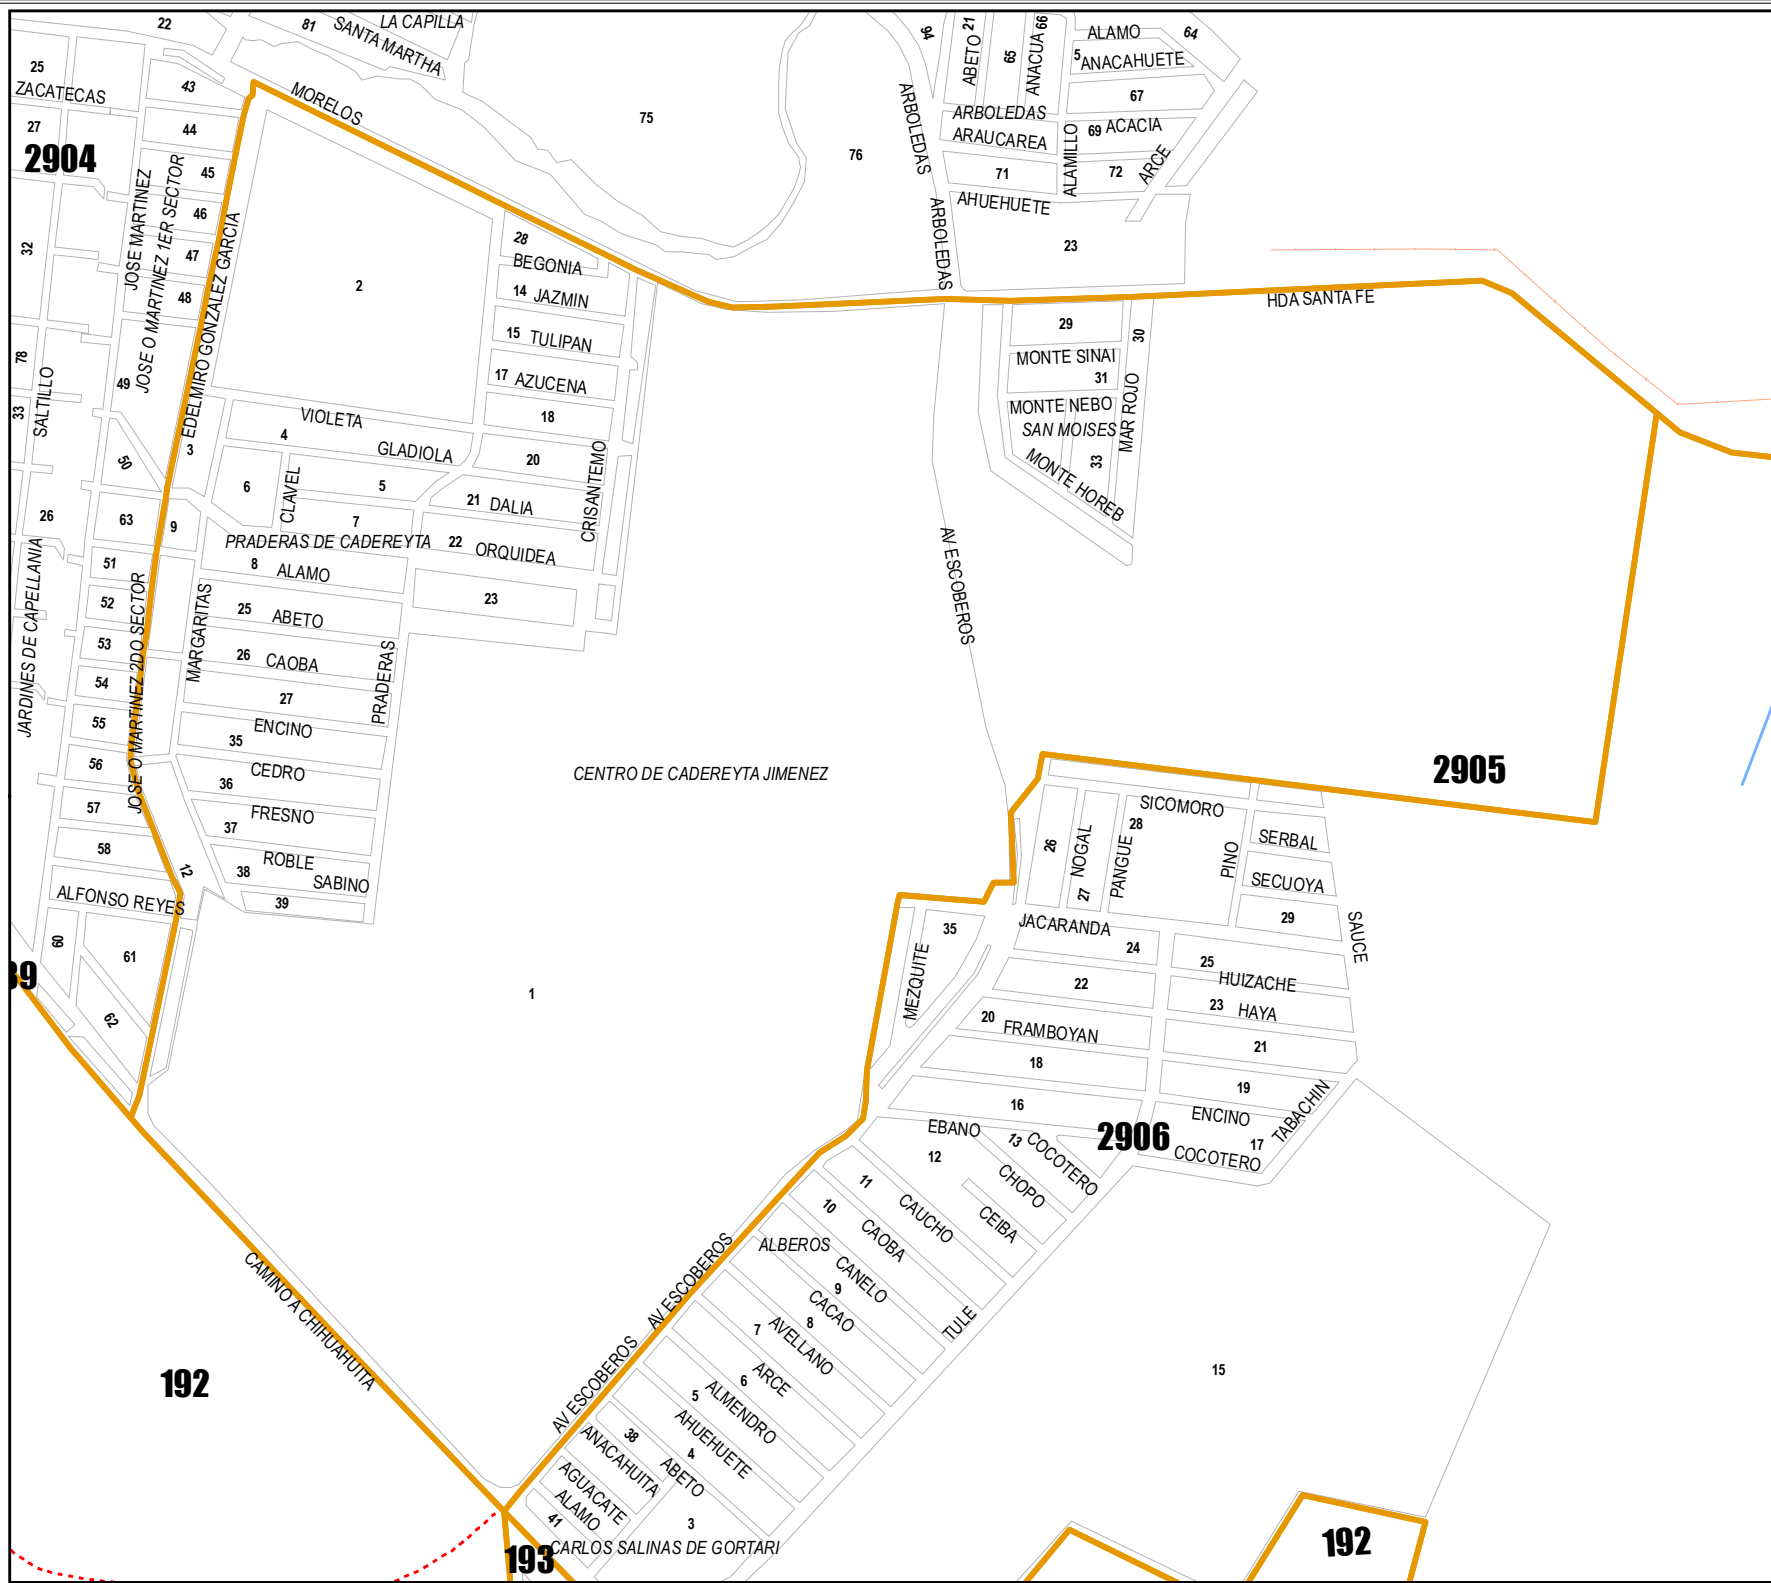 22
81
LA CAPILLA
SANTA MARTHA
94
ABETO
21
65
ANACUA
66
ALAMO
64
5
ANACAHUETE
25
ZACATECAS
43
MORELOS
75
67
ARBOLEDAS
ARBOLEDAS
ARAUCAREA
69
ACACIA
27
44
2904
76
71
ALAMILLO
72
ARCE
45
JOSE MARTINEZ
JOSE O MARTINEZ 1ER SECTOR
46
AHUEHUETE
ARBOLEDAS
32
47
EDELMIRO GONZALEZ GARCIA
28
BEGONIA
23
48
2
14
JAZMIN
HDA SANTA FE
15
TULIPAN
29
30
78
49
SALTILLO
17
AZUCENA
MONTE SINAI
31
33
VIOLETA
18
MONTE NEBO
SAN MOISES
MAR ROJO
4
GLADIOLA
3
50
20
CRISANTEMO
MONTE HOREB
33
6
CLAVEL
5
21
DALIA
26
63
9
7
PRADERAS DE CADEREYTA
22
ORQUIDEA
51
8
ALAMO
AV ESCOBEROS
52
JARDINES DE CAPELLANIA
JOSE O MARTINEZ 2DO SECTOR
MARGARITAS
25
ABETO
23
53
26
CAOBA
PRADERAS
54
27
55
35
ENCINO
56
36
CEDRO
CENTRO DE CADEREYTA JIMENEZ
2905
57
37
FRESNO
SICOMORO
58
38
ROBLE
SABINO
26
NOGAL
27
PANGUE
28
PINO
SERBAL
SECUOYA
12
39
ALFONSO REYES
29
SAUCE
60
61
35
MEZQUITE
JACARANDA
24
25
HUIZACHE
39
62
1
22
23
HAYA
20
FRAMBOYAN
21
18
19
16
ENCINO
TABACHIN
2906
17
EBANO
13
COCOTERO
COCOTERO
12
CHOPO
11
CAUCHO
CEIBA
10
CAOBA
ALBEROS
CANELO
9
CAMINO A CHIHUAHUITA
AV ESCOBEROS
CACAO
8
TULE
7
AVELLANO
192
AV ESCOBEROS
6
ARCE
5
ALMENDRO
15
38
AHUEHUETE
4
ANACAHUITA
ABETO
AGUACATE
ALAMO
41
3
CARLOS SALINAS DE GORTARI
193
192